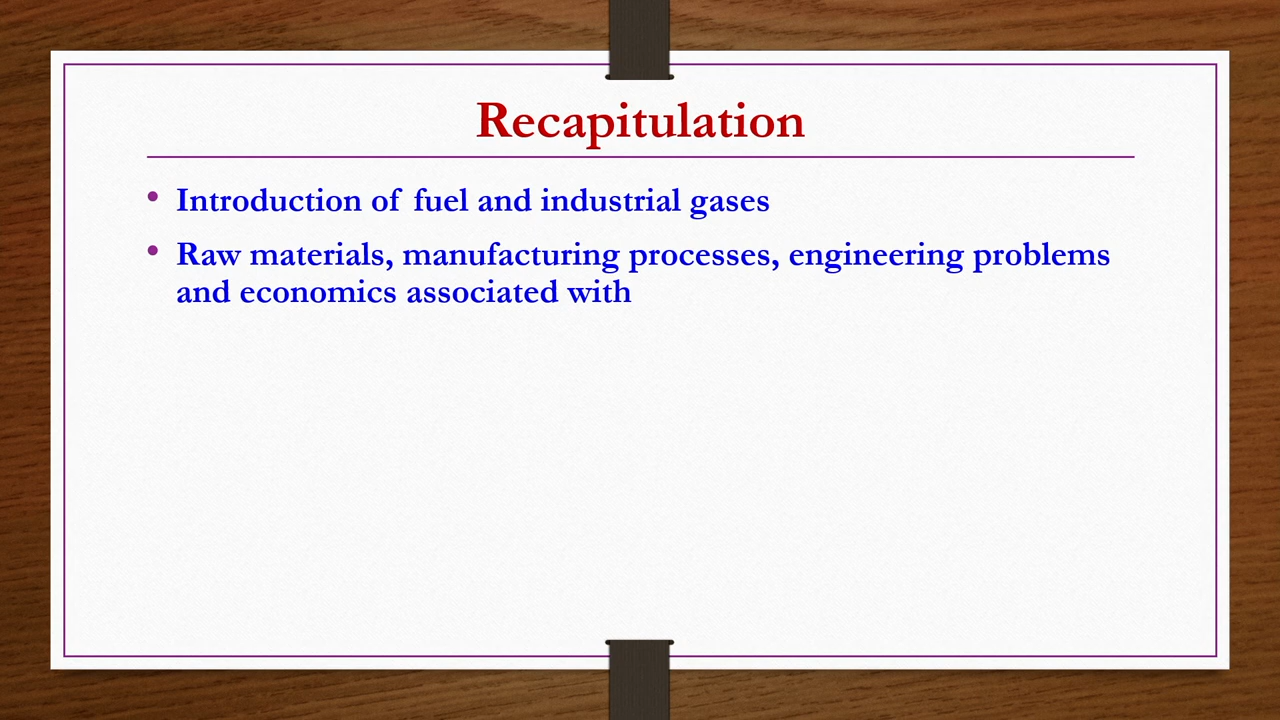 Recapitulation
• Introduction of fuel and industrial gases
• Raw materials, manufacturing processes, engineering problems
and economics associated with